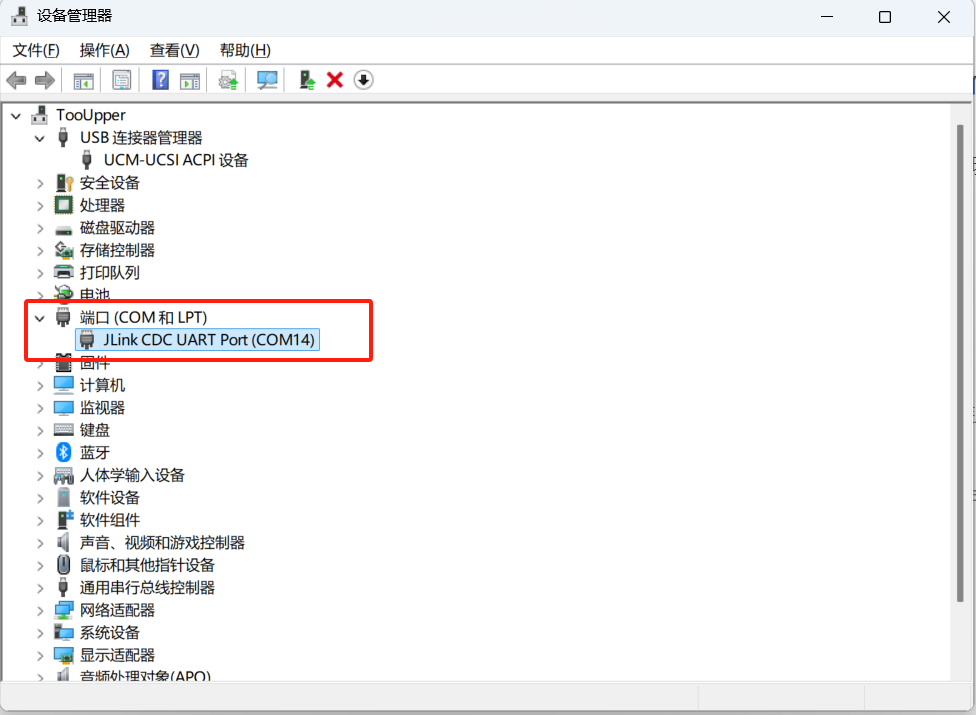 设备管理器
文件(F) 操作(A) 查看(V) 帮助(H)
TooUpper
USB 连接器管理器
UCM-UCSI ACPI 设备
安全设备
处理器
磁盘驱动器
存储控制器
打印队列
电池
端口 (COM 和 LPT)
JLink CDC UART Port (COM14)
固件
计算机
监视器
键盘
蓝牙
人体学输入设备
软件设备
软件组件
声音、视频和游戏控制器
鼠标和其他指针设备
通用串行总线控制器
网络适配器
系统设备
显示适配器
音频处理对象(APO)